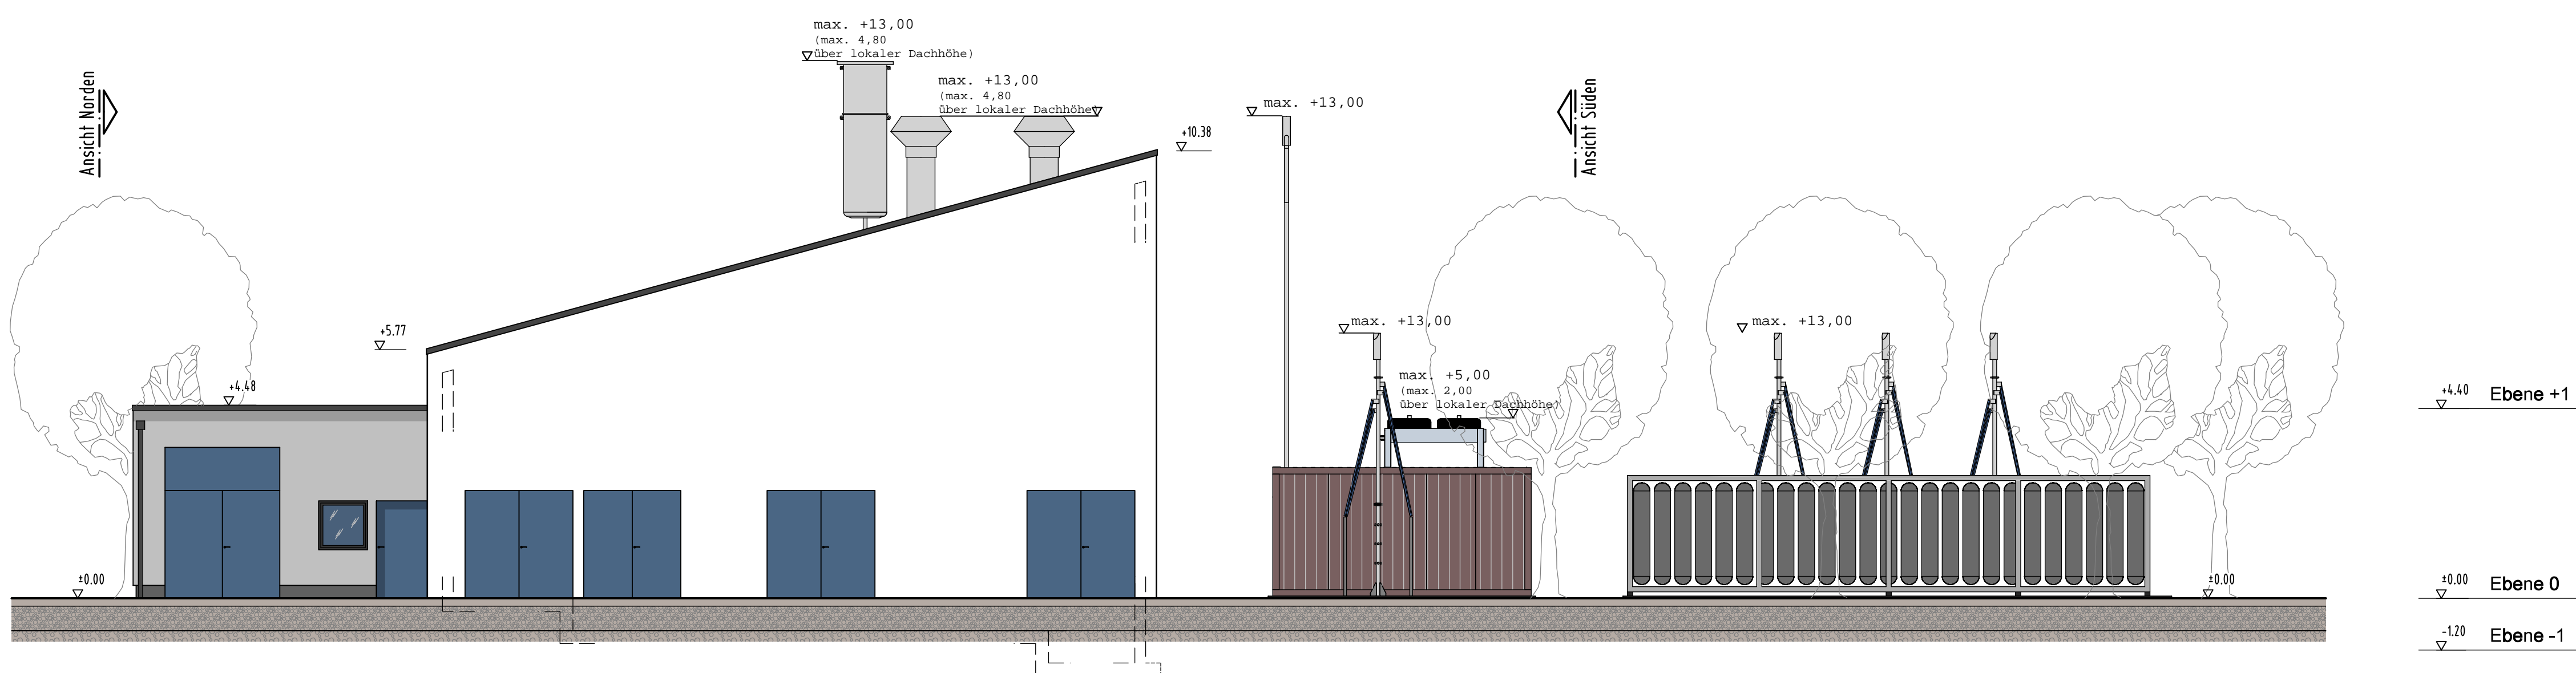 max. +13,00
(max. 4,80
über lokaler Dachhöhe)
max. +13,00
(max. 4,80
über lokaler Dachhöhe)
Ansicht Norden
max. +13,00
Ansicht Süden
+10.38
+5.77
max. +13,00
max. +13,00
+4.48
max. +5,00
(max. 2,00
über lokaler Dachhöhe)
+4.40 Ebene +1
±0.00
±0.00
±0.00 Ebene 0
-1.20 Ebene -1